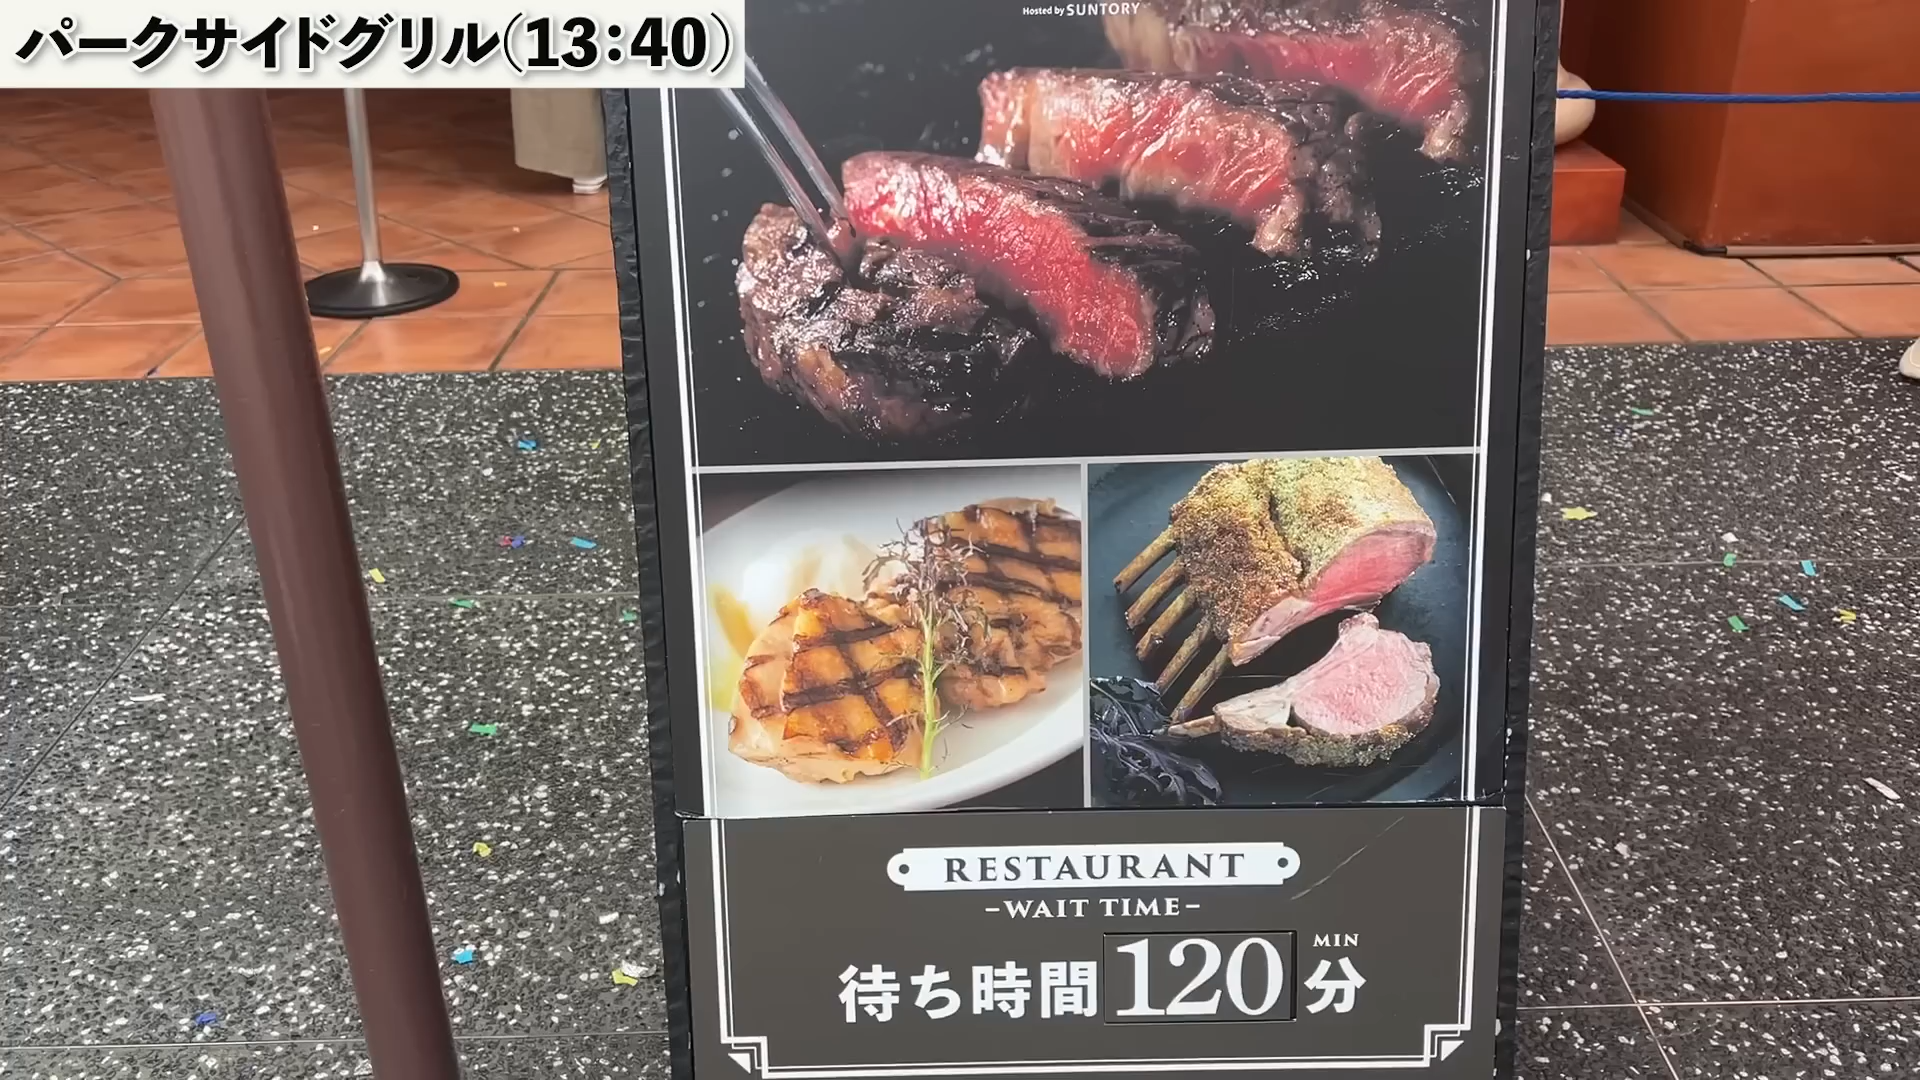 パークサイドグリル(13:40)
Hosted by SUNTORY
RESTAURANT
-WAIT TIME-
待ち時間120分
MIN